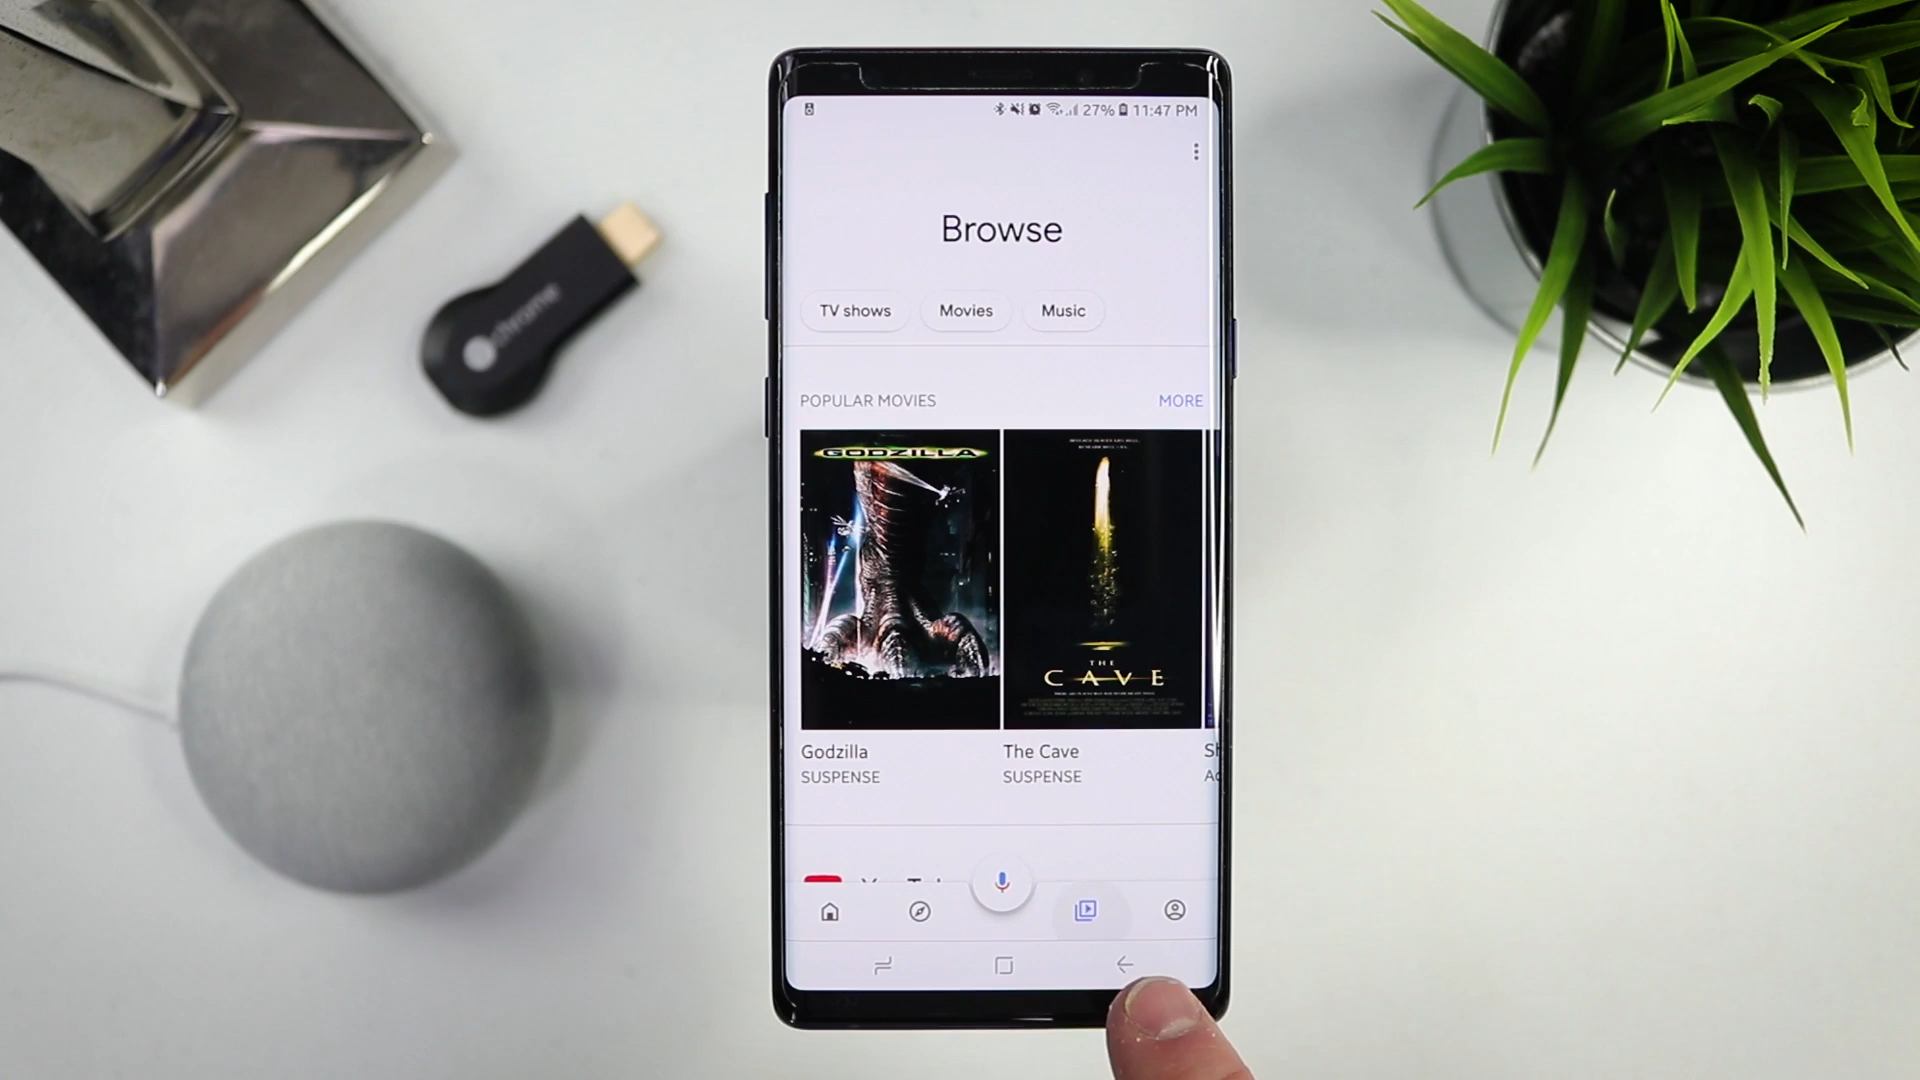 27% 11:47 PM
Browse
TV shows
Movies
Music
POPULAR MOVIES
MORE
GODZILLA
THE
CAVE
Godzilla
SUSPENSE
The Cave
SUSPENSE
chrome